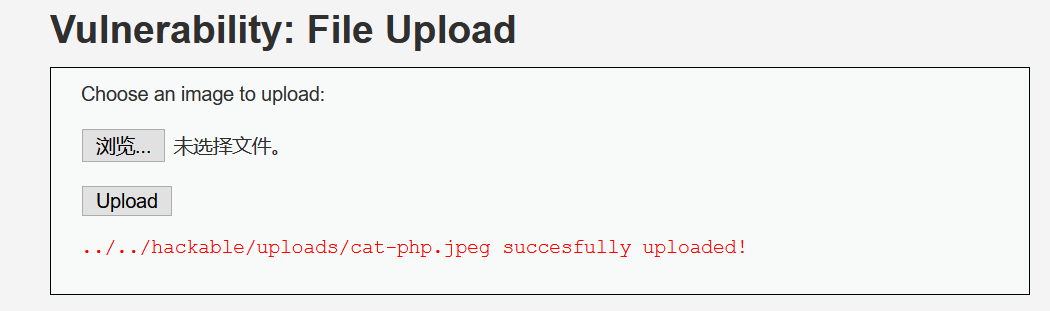 Vulnerability: File Upload
Choose an image to upload:
浏览... 未选择文件。
Upload
../../hackable/uploads/cat-php.jpeg succesfully uploaded!